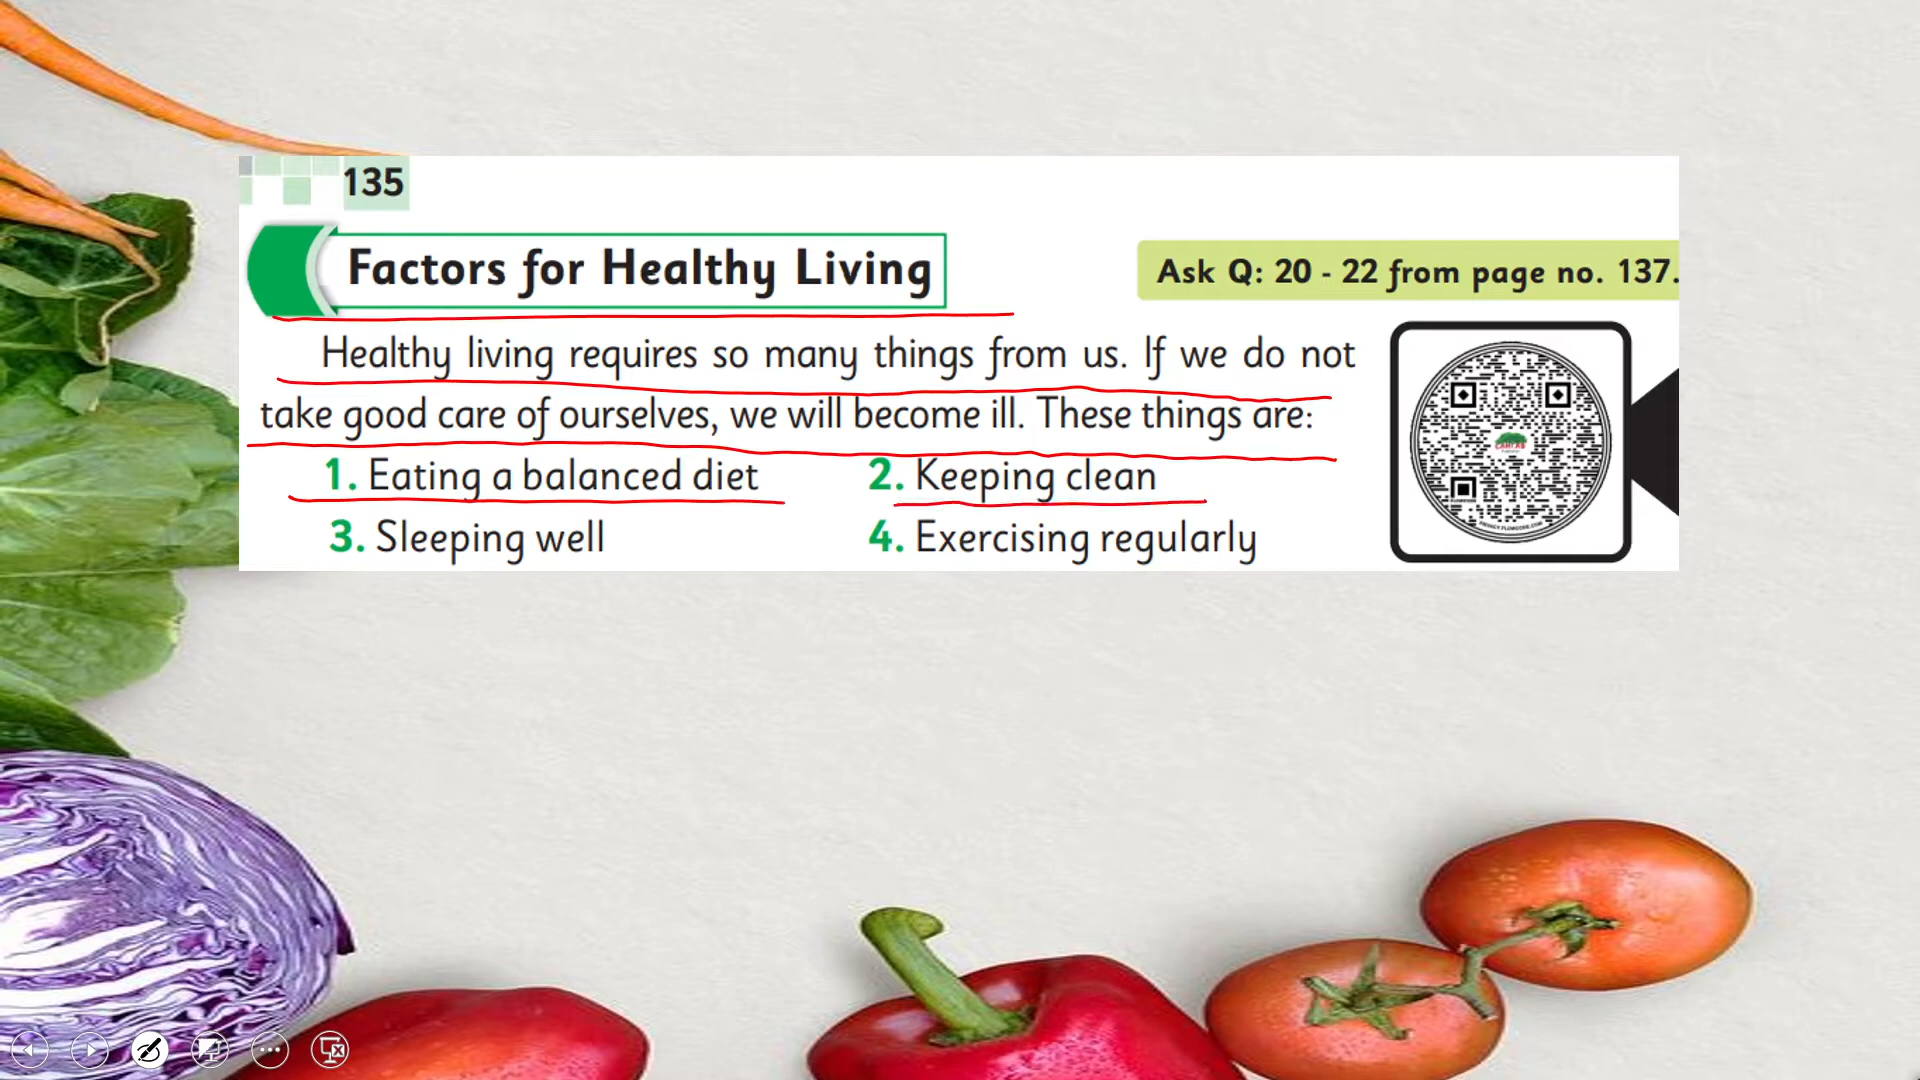 135
Factors for Healthy Living
Ask Q: 20 - 22 from page no. 137.
Healthy living requires so many things from us. If we do not
take good care of ourselves, we will become ill. These things are:
1. Eating a balanced diet 2. Keeping clean
3. Sleeping well 4. Exercising regularly